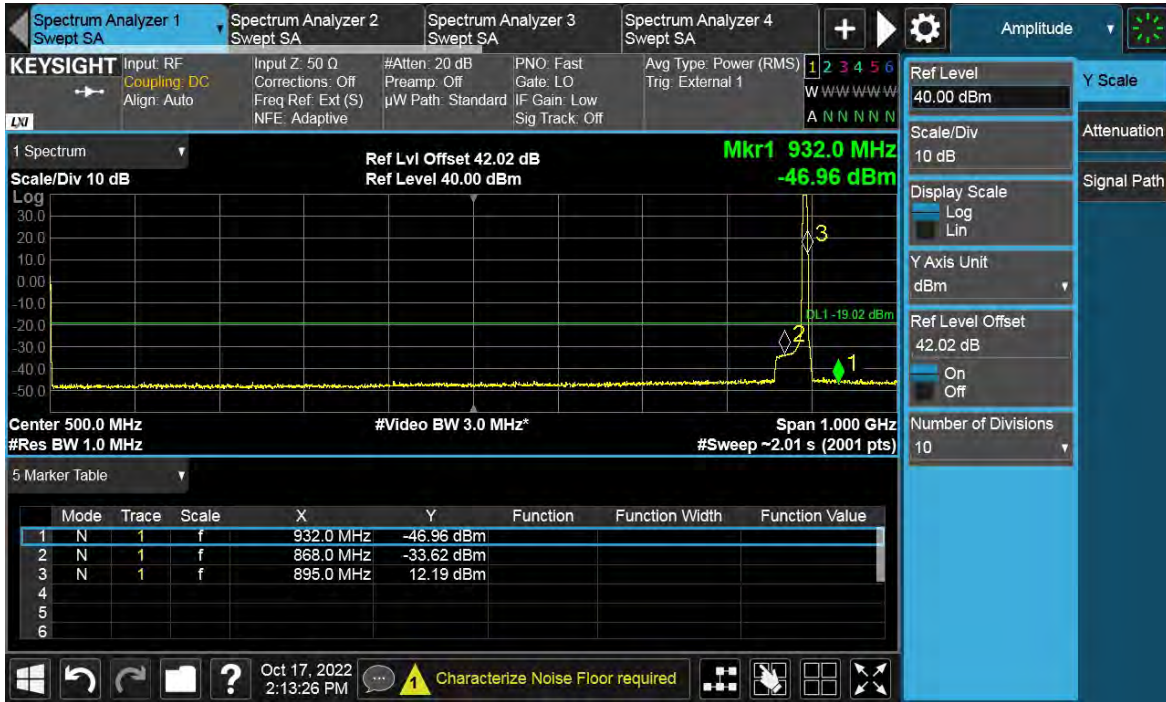 Spectrum Analyzer 1
Swept SA
Spectrum Analyzer 2
Swept SA
Spectrum Analyzer 3
Swept SA
Spectrum Analyzer 4
Swept SA
+
Amplitude
KEYSIGHT
LXI
Input: RF
Coupling: DC
Align: Auto
Input Z: 50 Ω
Corrections: Off
Freq Ref: Ext (S)
NFE: Adaptive
#Atten: 20 dB
Preamp: Off
µW Path: Standard
PNO: Fast
Gate: LO
IF Gain: Low
Sig Track: Off
Avg Type: Power (RMS)
Trig: External 1
1 2 3 4 5 6
W W W W W W
A N N N N N
1 Spectrum
Scale/Div 10 dB
Ref Lvl Offset 42.02 dB
Ref Level 40.00 dBm
Mkr1 932.0 MHz
-46.96 dBm
Log
30.0
20.0
10.0
0.00
-10.0
-20.0
-30.0
-40.0
-50.0
3
DL1 -19.02 dBm
2
1
Center 500.0 MHz
#Video BW 3.0 MHz*
Span 1.000 GHz
#Res BW 1.0 MHz
#Sweep ~2.01 s (2001 pts)
5 Marker Table
Mode Trace Scale X Y Function Function Width Function Value
1 N 1 f 932.0 MHz -46.96 dBm
2 N 1 f 868.0 MHz -33.62 dBm
3 N 1 f 895.0 MHz 12.19 dBm
4
5
6
?
Oct 17, 2022
2:13:26 PM
1
Characterize Noise Floor required
Ref Level
40.00 dBm
Scale/Div
10 dB
Display Scale
Log
Lin
Y Axis Unit
dBm
Ref Level Offset
42.02 dB
On
Off
Number of Divisions
10
Y Scale
Attenuation
Signal Path